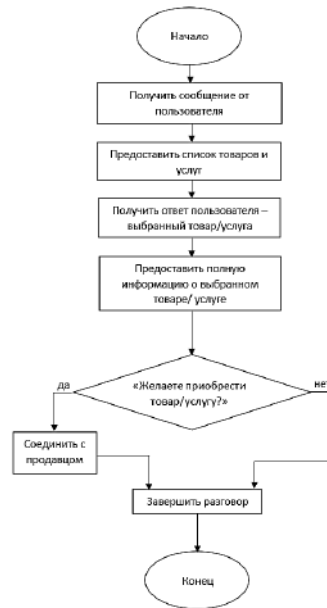 Начало
Получить сообщение от
пользователя
Предоставить список товаров и
услуг
Получить ответ пользователя –
выбранный товар/услуга
Предоставить полную
информацию о выбранном
товаре/ услуге
да
«Желаете приобрести
товар/услугу?»
нет
Соединить с
продавцом
Завершить разговор
Конец